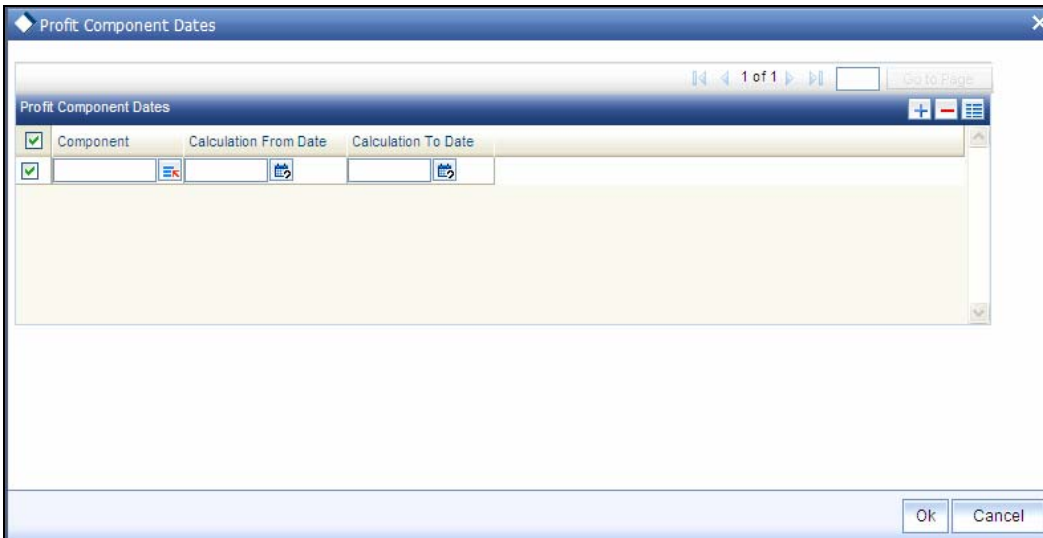 Profit Component Dates
1 of 1 Go to Page
Profit Component Dates
Component Calculation From Date Calculation To Date
Ok Cancel